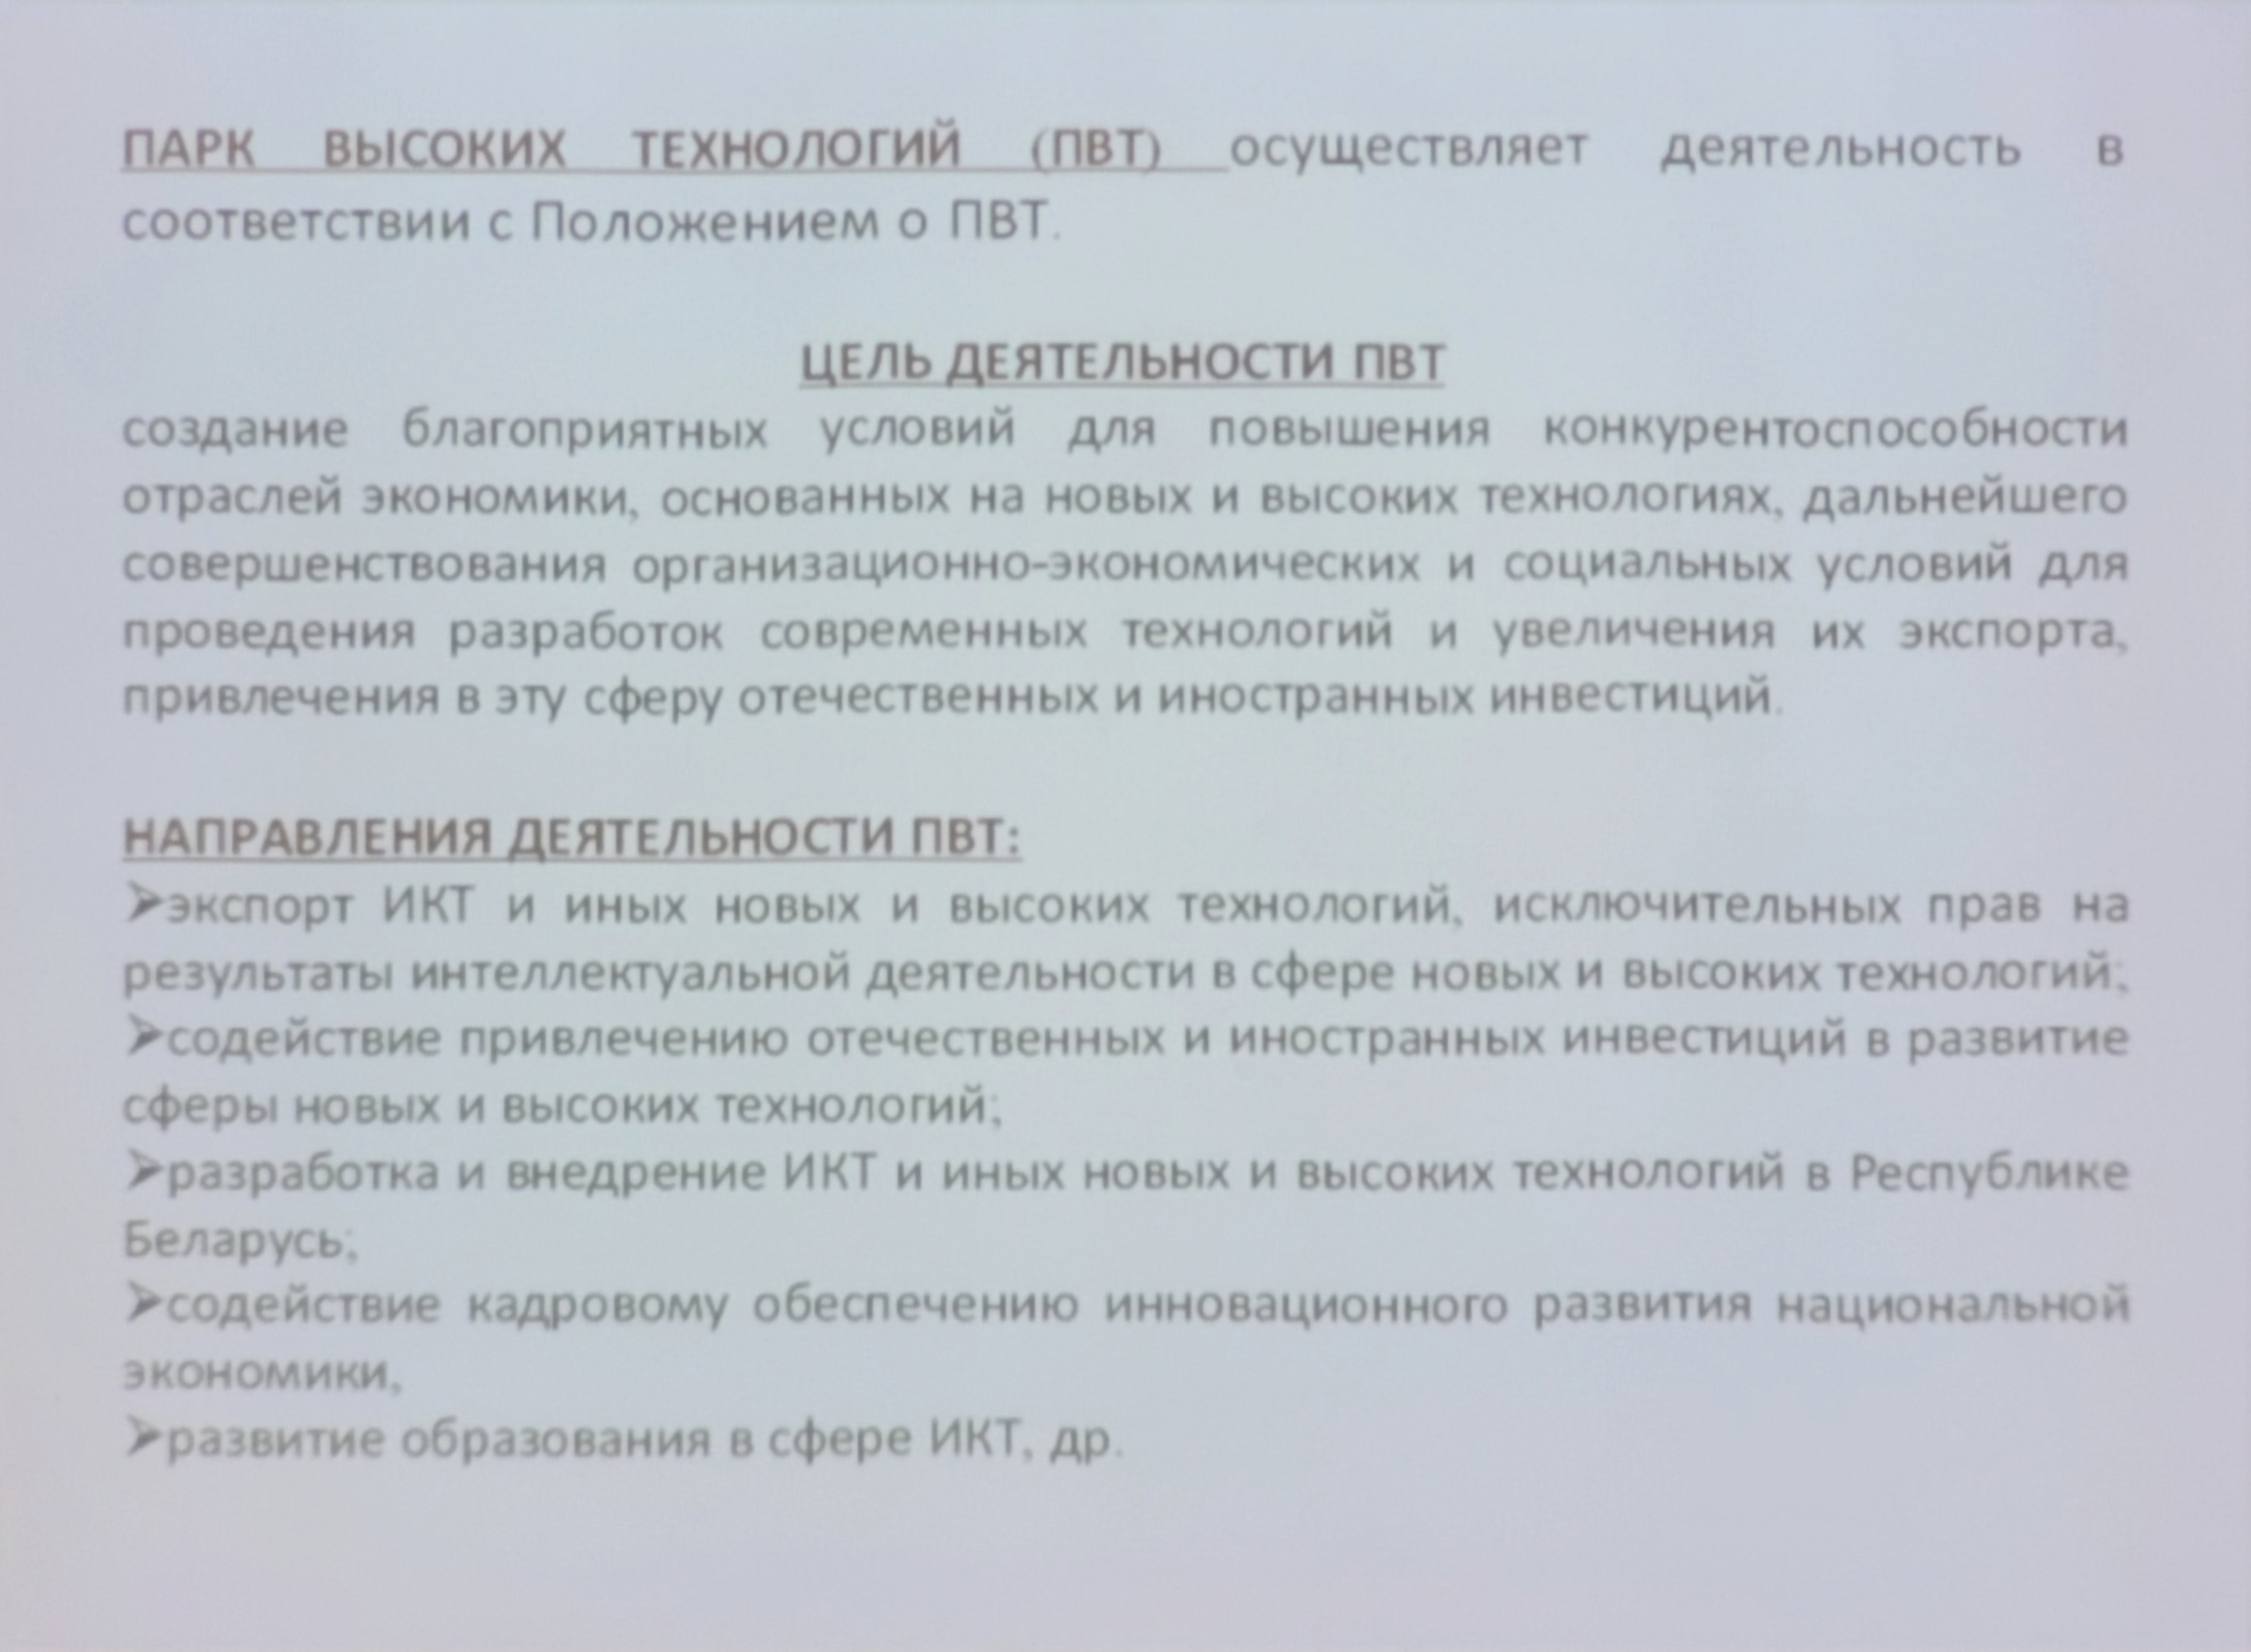 ПАРК ВЫСОКИХ ТЕХНОЛОГИЙ (ПВТ) осуществляет деятельность в
соответствии с Положением о ПВТ.
ЦЕЛЬ ДЕЯТЕЛЬНОСТИ ПВТ
создание благоприятных условий для повышения конкурентоспособности
отраслей экономики, основанных на новых и высоких технологиях, дальнейшего
совершенствования организационно-экономических и социальных условий для
проведения разработок современных технологий и увеличения их экспорта,
привлечения в эту сферу отечественных и иностранных инвестиций.
НАПРАВЛЕНИЯ ДЕЯТЕЛЬНОСТИ ПВТ:
➢экспорт ИКТ и иных новых и высоких технологий, исключительных прав на
результаты интеллектуальной деятельности в сфере новых и высоких технологий;
➢содействие привлечению отечественных и иностранных инвестиций в развитие
сферы новых и высоких технологий;
➢разработка и внедрение ИКТ и иных новых и высоких технологий в Республике
Беларусь;
➢содействие кадровому обеспечению инновационного развития национальной
экономики,
➢развитие образования в сфере ИКТ, др.